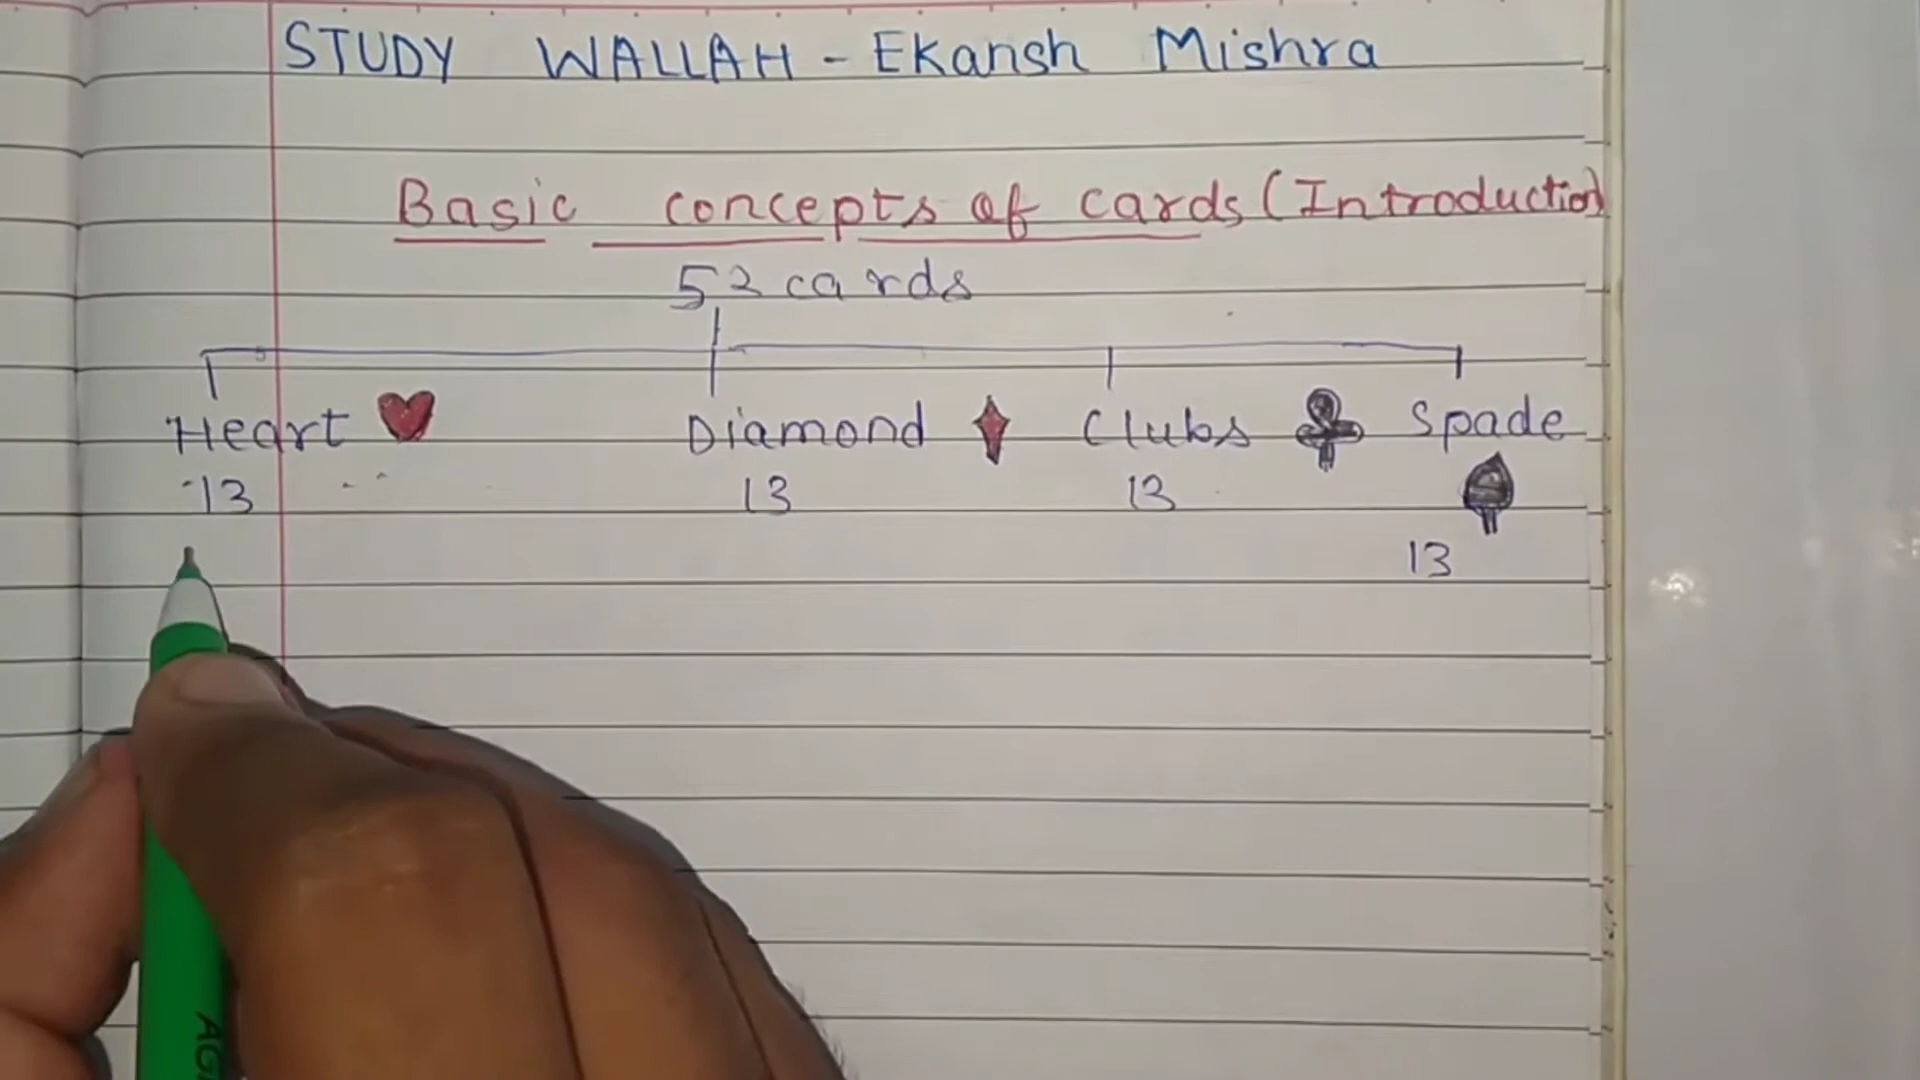 STUDY WALLAH - Ekansh Mishra
Basic concepts of cards (Introduction)
52 cards
Heart Diamond Clubs Spade
13 13 13
13